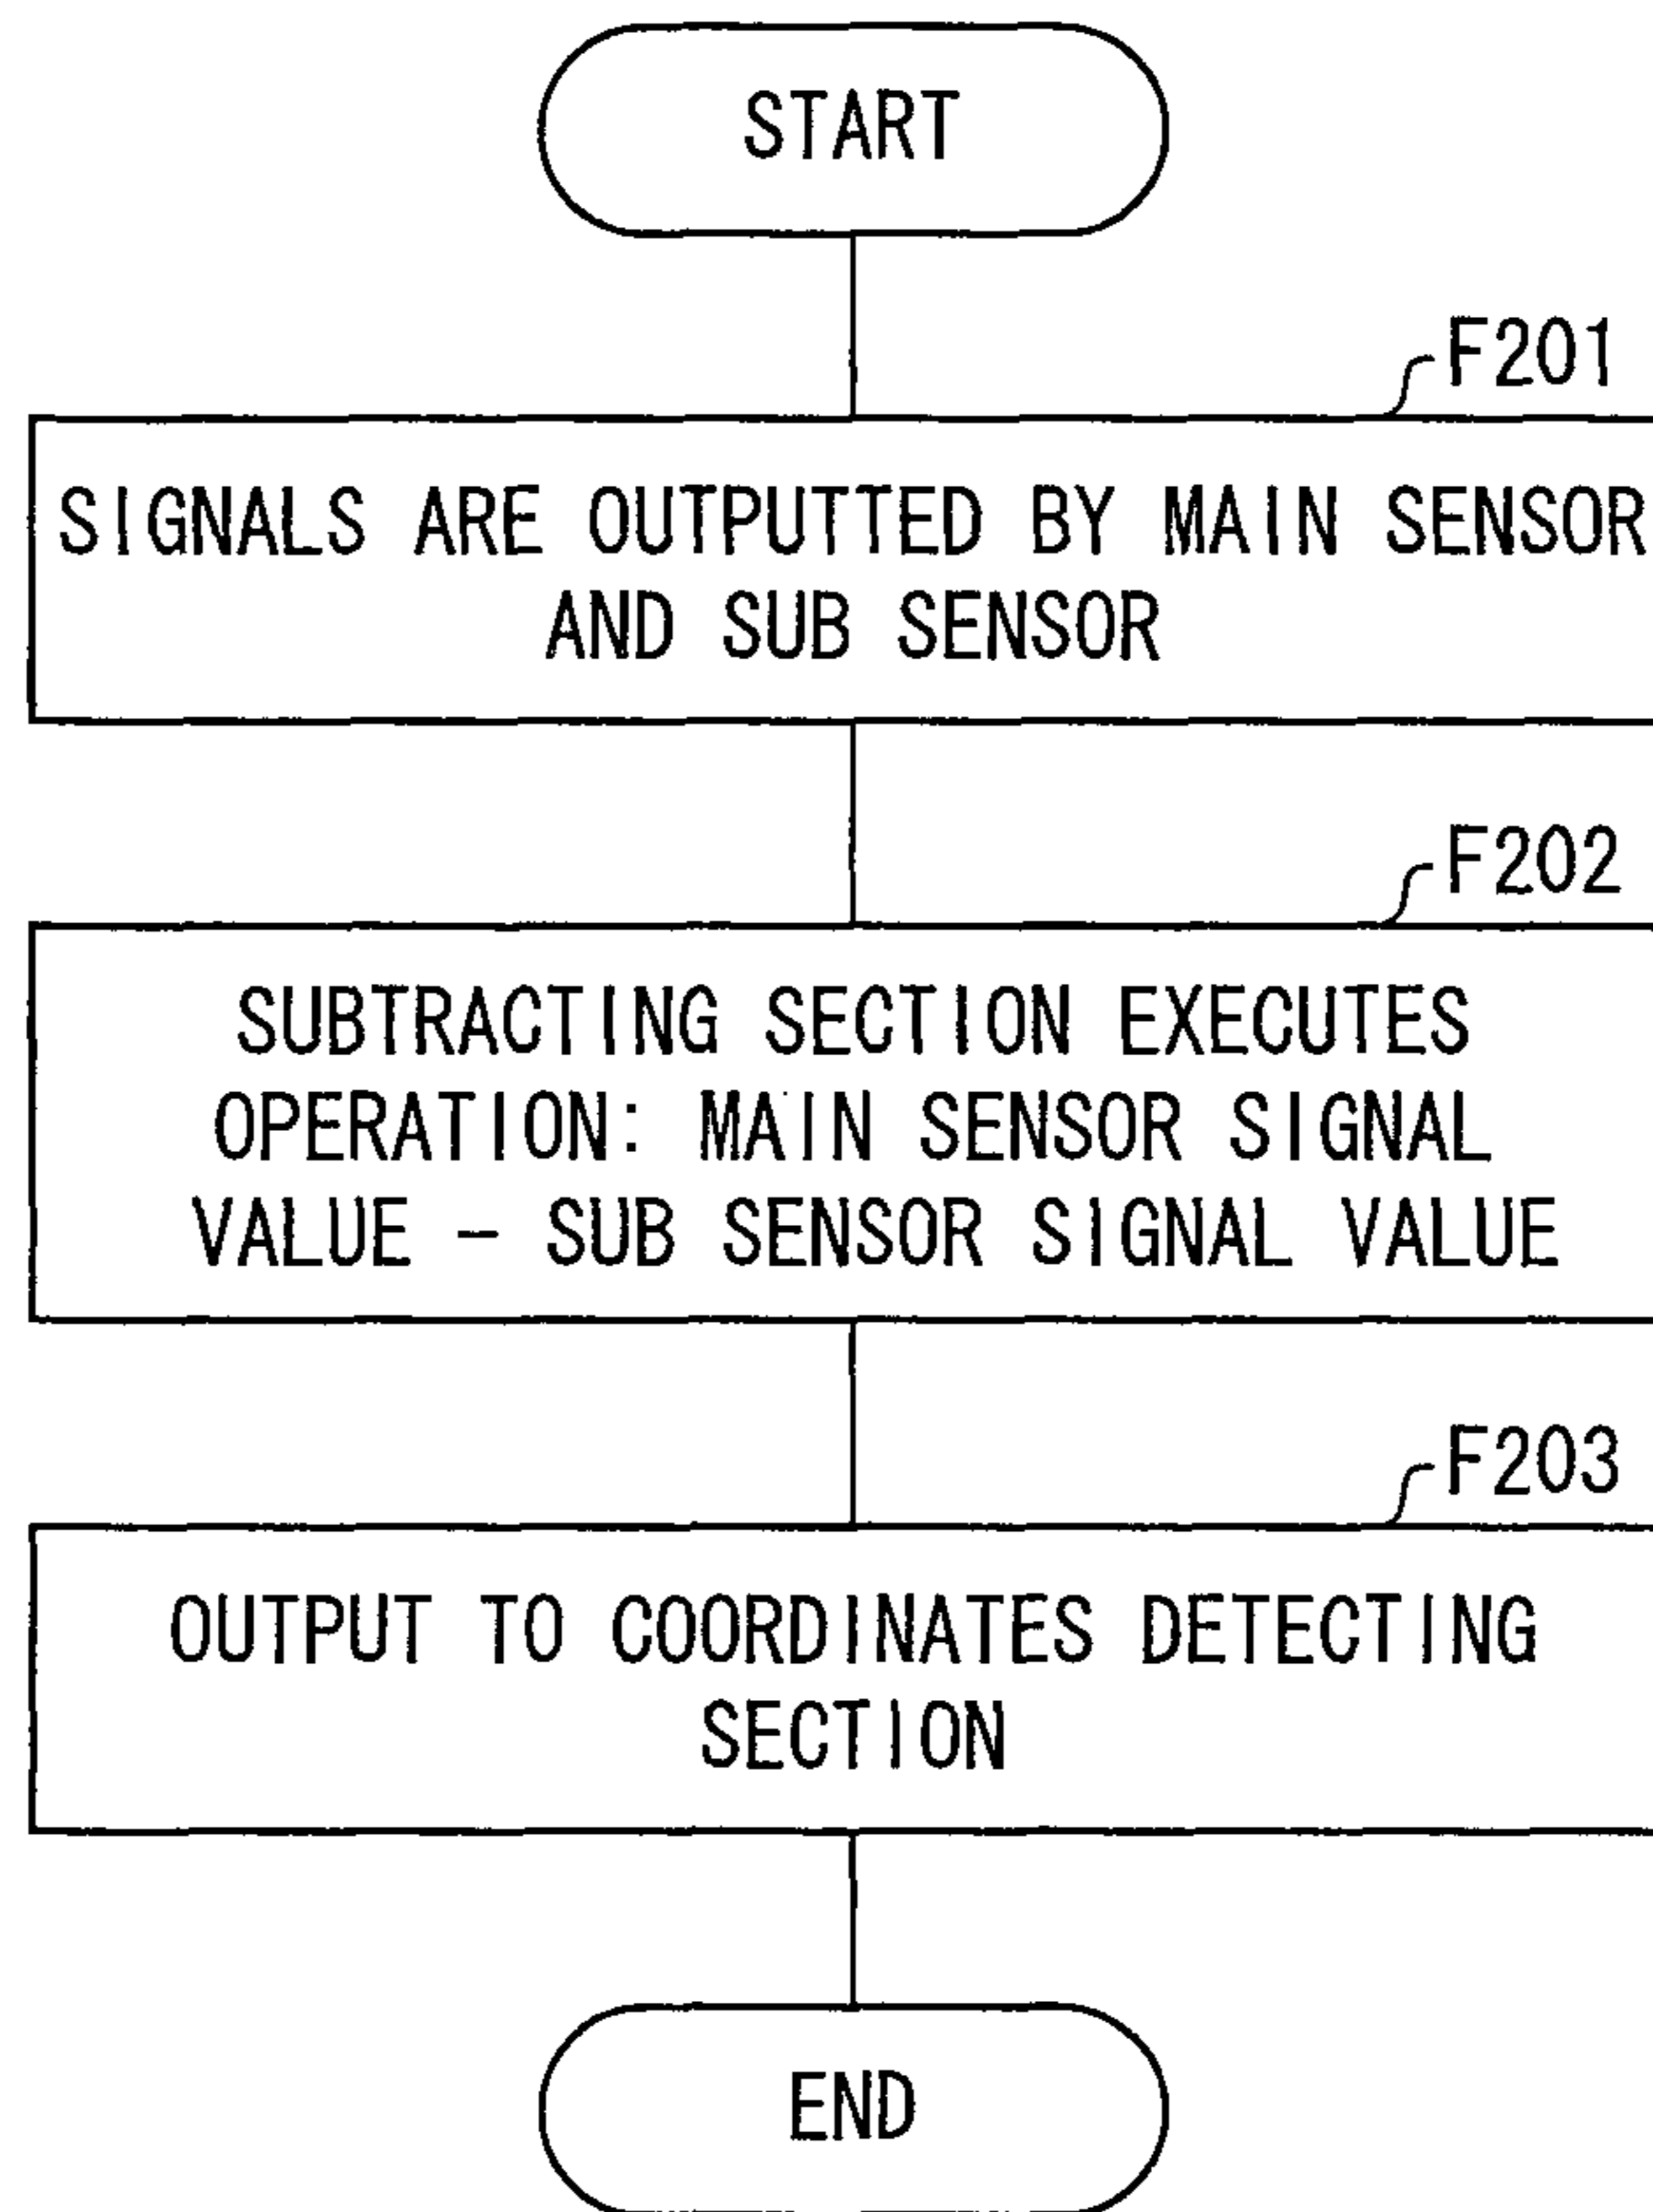 START
F201
SIGNALS ARE OUTPUTTED BY MAIN SENSOR
AND SUB SENSOR
F202
SUBTRACTING SECTION EXECUTES
OPERATION: MAIN SENSOR SIGNAL
VALUE - SUB SENSOR SIGNAL VALUE
F203
OUTPUT TO COORDINATES DETECTING
SECTION
END